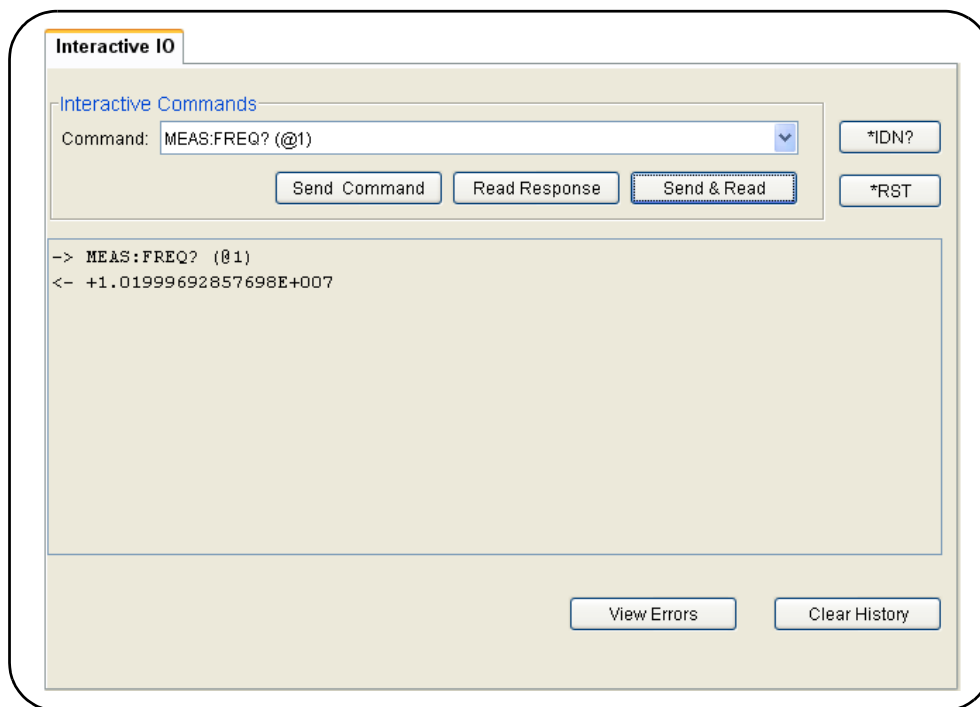 Interactive IO
Interactive Commands
Command: MEAS:FREQ? (@1)
*IDN?
Send Command Read Response Send & Read
*RST
-> MEAS:FREQ? (@1)
<- +1.01999692857698E+007
View Errors Clear History